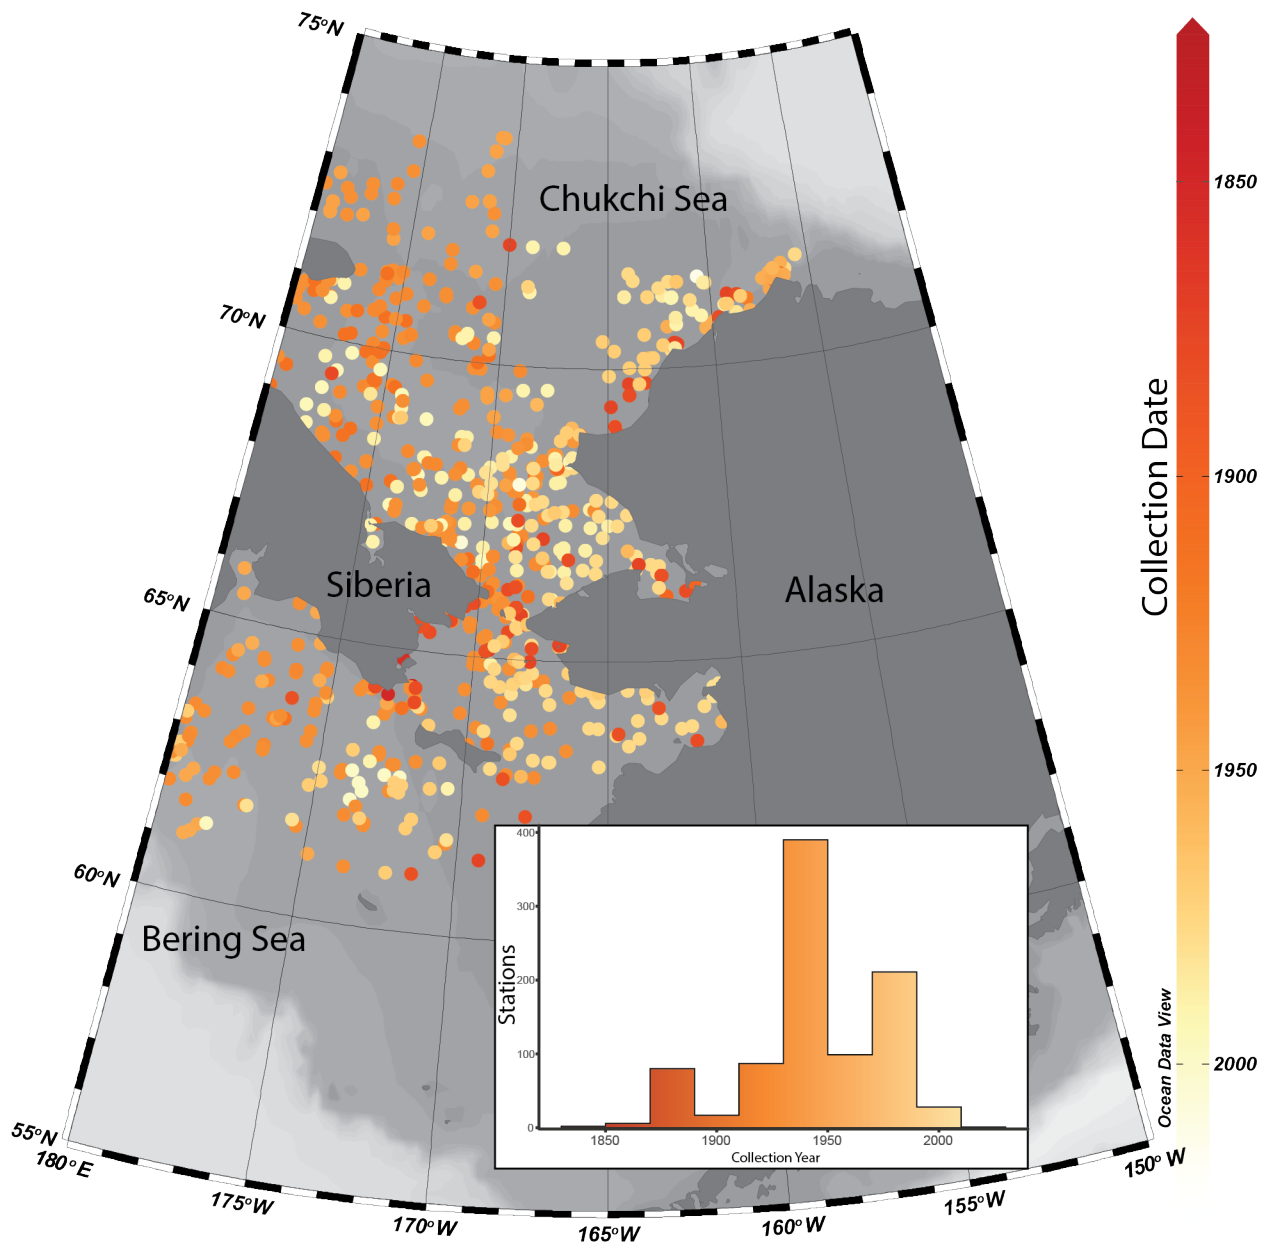 75°N
Chukchi Sea
1850
70°N
Collection Date
1900
Siberia
Alaska
65°N
1950
60°N
Bering Sea
400
300
Stations
200
100
0
1850
1900
1950
2000
Collection Year
Ocean Data View
2000
55°N
180°E
175°W
170°W
165°W
160°W
155°W
150° W